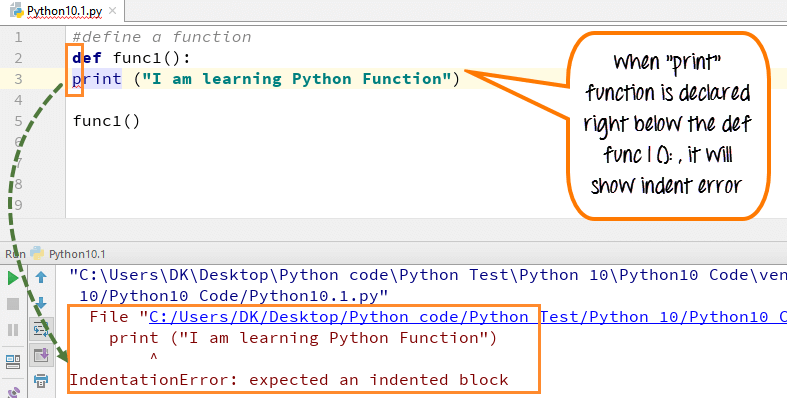 Python10.1.py ×
1 #define a function
2 def func1():
3 print ("I am learning Python Function")
4
5 func1()
6
7
8
9
When "print"
function is declared
right below the def
func1(): , it will
show indent error
Run Python10.1
"C:\Users\DK\Desktop\Python code\Python Test\Python 10\Python10 Code\ven
10/Python10 Code/Python10.1.py"
File "C:/Users/DK/Desktop/Python code/Python Test/Python 10/Python10 C
print ("I am learning Python Function")
^
IndentationError: expected an indented block